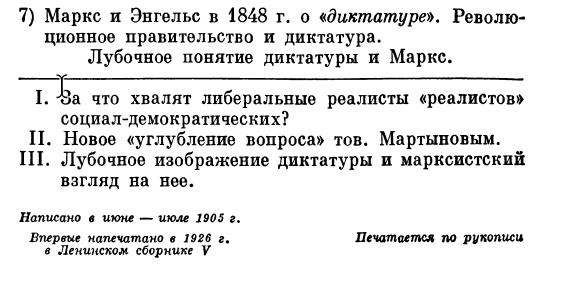 7) Маркс и Энгельс в 1848 г. о «диктатуре». Револю-
ционное правительство и диктатура.
Лубочное понятие диктатуры и Маркс.
I. За что хвалят либеральные реалисты «реалистов»
социал-демократических?
II. Новое «углубление вопроса» тов. Мартыновым.
III. Лубочное изображение диктатуры и марксистский
взгляд на нее.
Написано в июне — июле 1905 г.
Впервые напечатано в 1926 г.
в Ленинском сборнике V
Печатается по рукописи